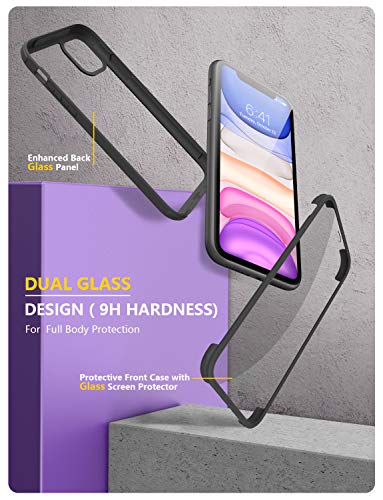 6:41
Enhanced Back
Glass Panel
DUAL GLASS
DESIGN ( 9H HARDNESS)
For Full Body Protection
Protective Front Case with
Glass Screen Protector